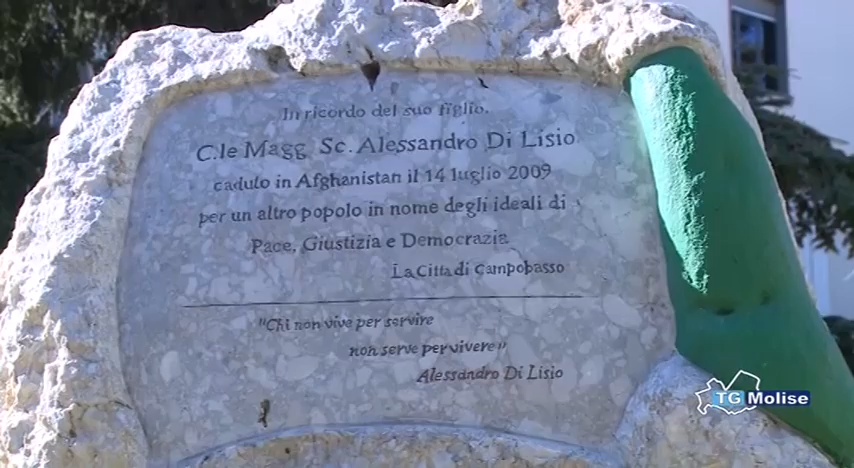 In ricordo del suo figlio,
C.le Magg. Sc. Alessandro Di Lisio
caduto in Afghanistan il 14 luglio 2009
per un altro popolo in nome degli ideali di
Pace, Giustizia e Democrazia.
La Città di Campobasso
"Chi non vive per servire
non serve per vivere"
Alessandro Di Lisio
TG Molise